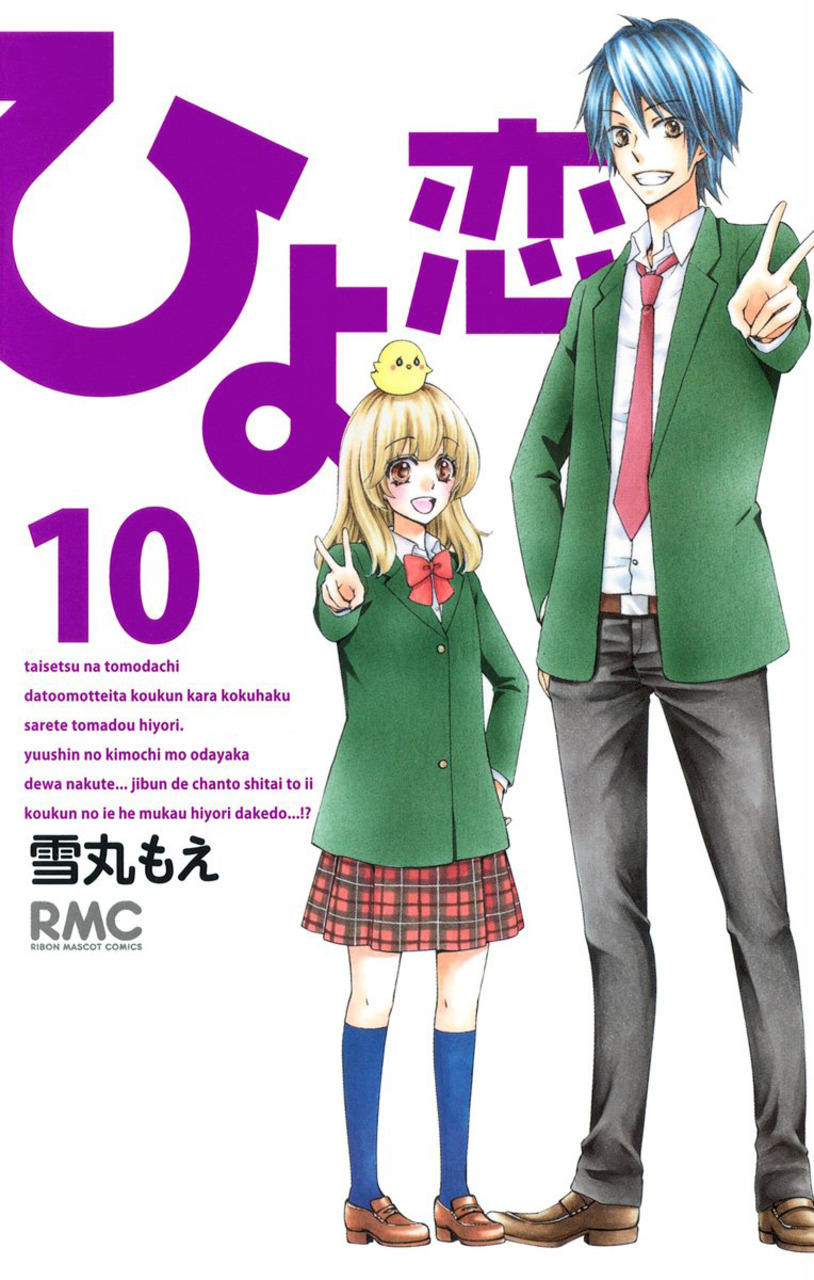 ひよ恋
10
taisetsu na tomodachi
datoomotteita koukun kara kokuhaku
sarete tomadou hiyori.
yuushin no kimochi mo odayaka
dewa nakute... jibun de chanto shitai to ii
koukun no ie he mukau hiyori dakedo...!?
雪丸もえ
RMC
RIBON MASCOT COMICS